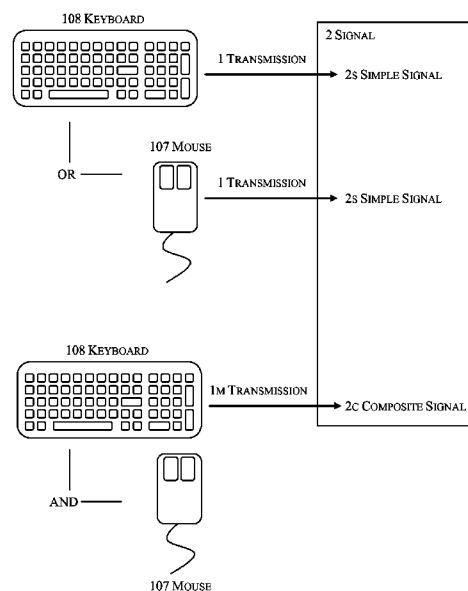 108 KEYBOARD
2 SIGNAL
1 TRANSMISSION
2S SIMPLE SIGNAL
OR
107 MOUSE
1 TRANSMISSION
2S SIMPLE SIGNAL
108 KEYBOARD
1M TRANSMISSION
2C COMPOSITE SIGNAL
AND
107 MOUSE